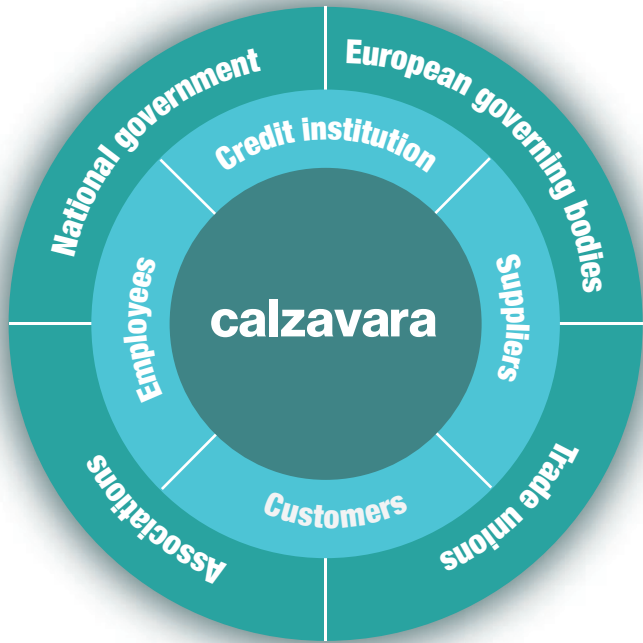 National government
European governing bodies
Credit institution
Employees
Suppliers
calzavara
Customers
Associations
Trade unions